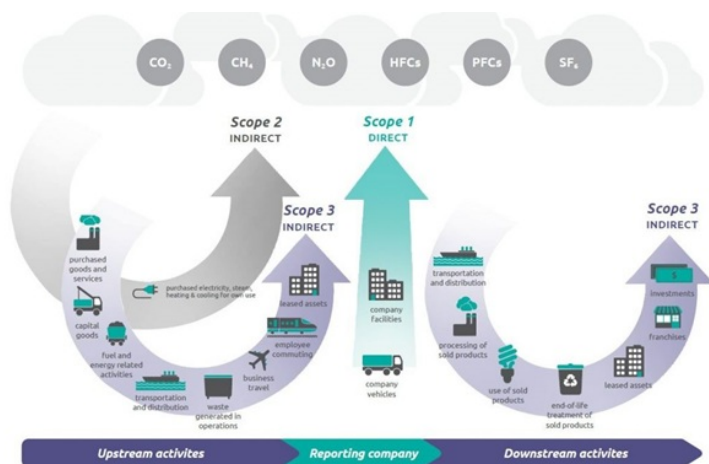 CO₂
CH₄
N₂O
HFCs
PFCs
SF₆
Scope 2
INDIRECT
Scope 1
DIRECT
Scope 3
INDIRECT
Scope 3
INDIRECT
purchased
goods and
services
capital
goods
fuel and
energy related
activities
transportation
and distribution
waste
generated in
operations
business
travel
employee
commuting
leased assets
purchased electricity, steam,
heating & cooling for own use
company
facilities
company
vehicles
transportation
and distribution
processing of
sold products
use of sold
products
end-of-life
treatment of
sold products
leased assets
franchises
$
investments
Upstream activites
Reporting company
Downstream activites